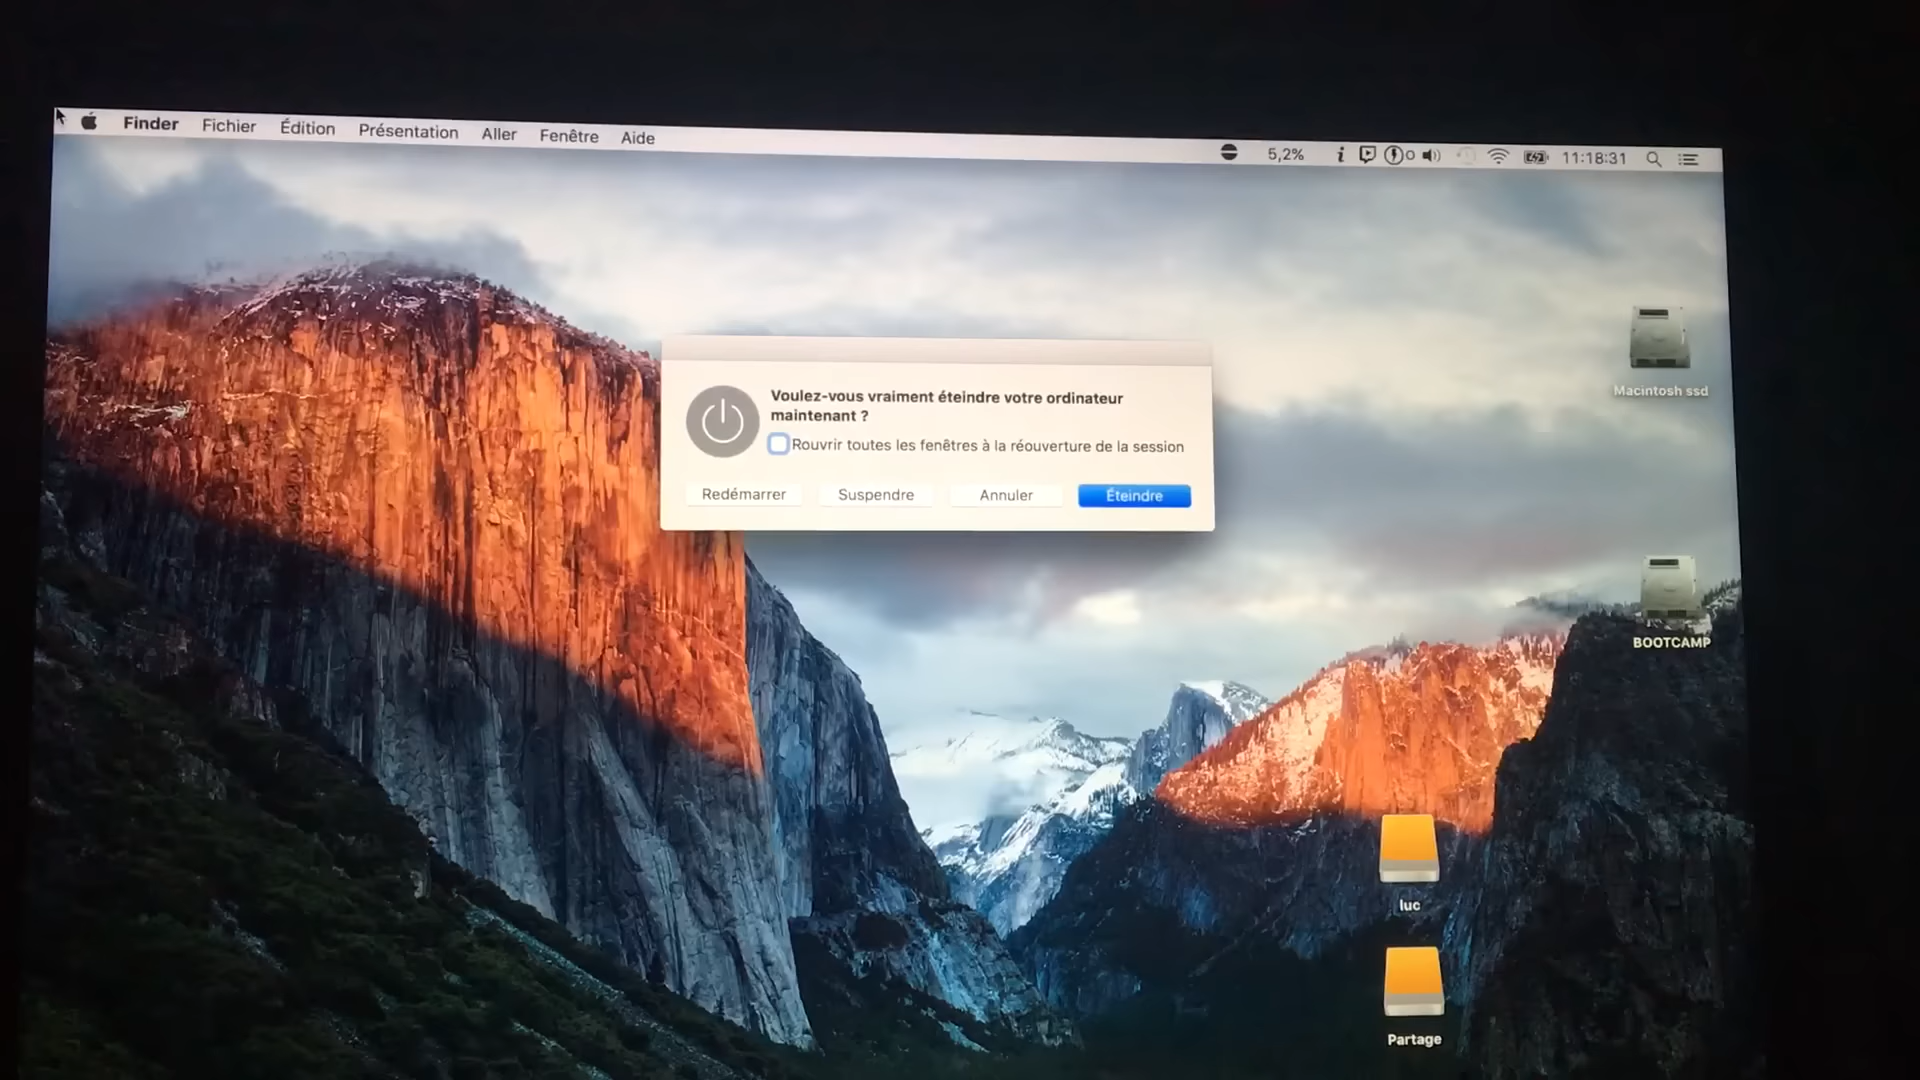 Finder Fichier Édition Présentation Aller Fenêtre Aide
5,2% 11:18:31
Macintosh ssd
Voulez-vous vraiment éteindre votre ordinateur
maintenant ?
Rouvrir toutes les fenêtres à la réouverture de la session
Redémarrer Suspendre Annuler Éteindre
BOOTCAMP
luc
Partage